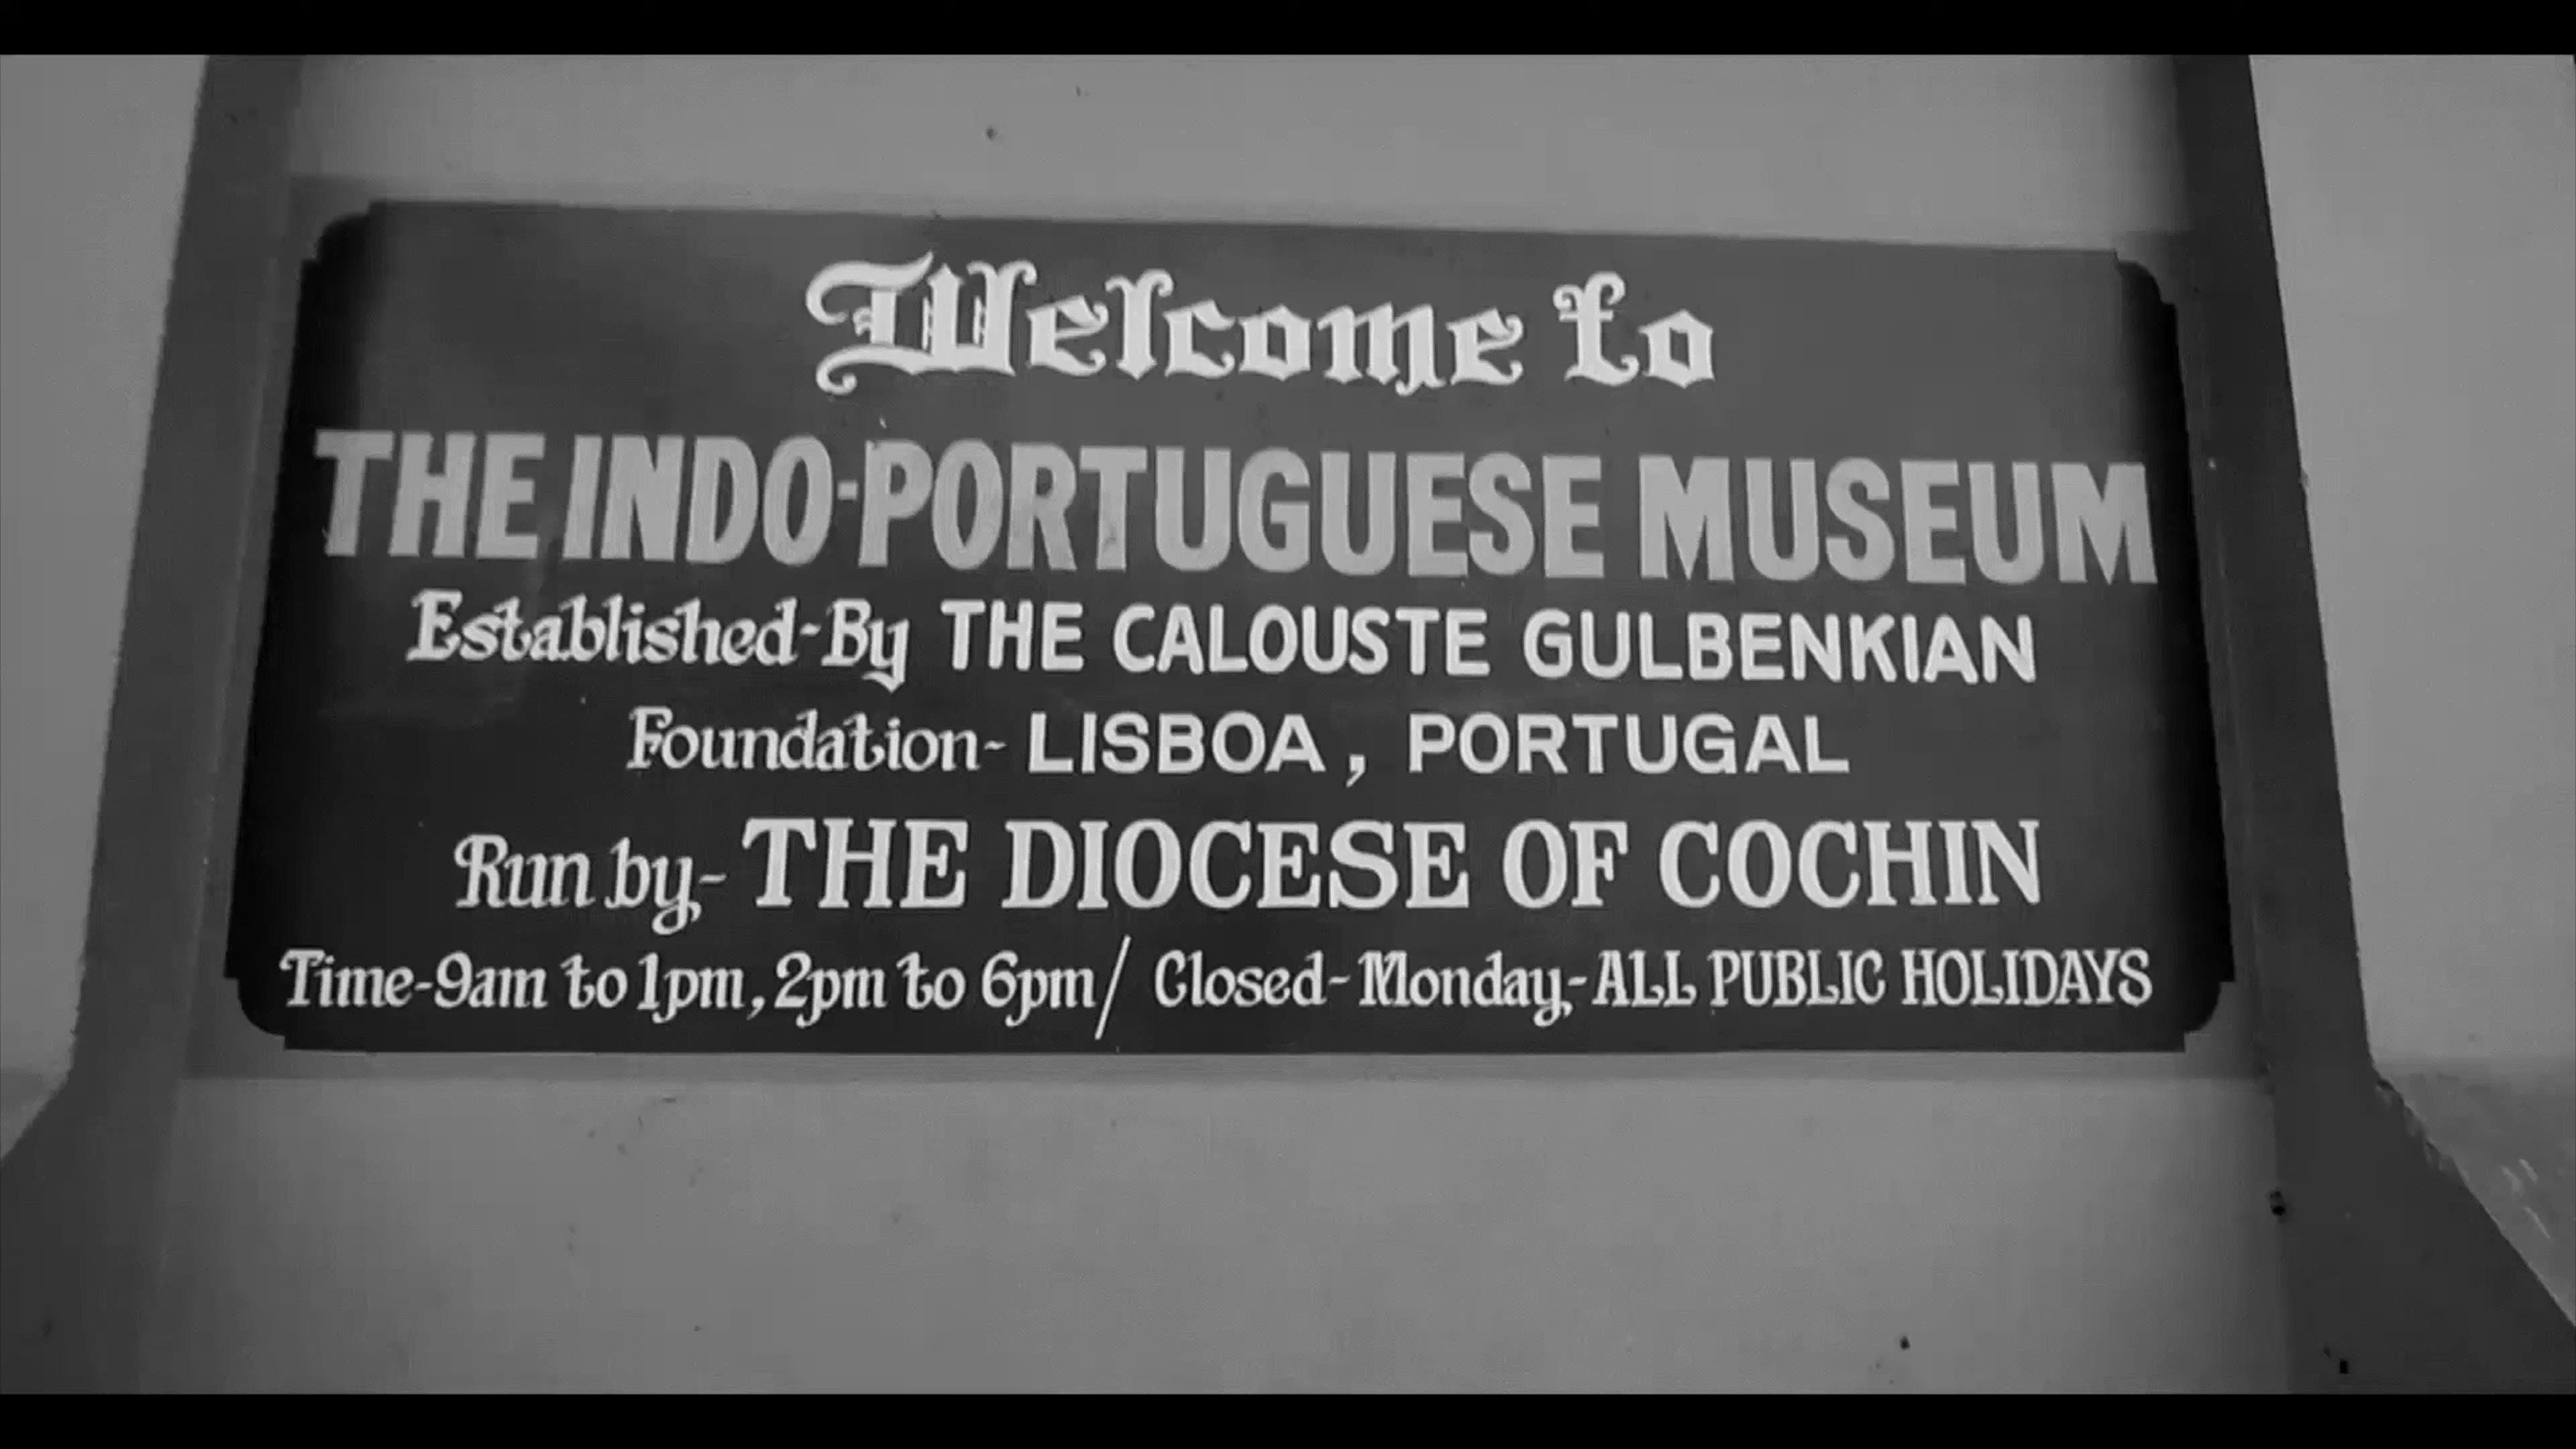 Welcome to
THE INDO-PORTUGUESE MUSEUM
Established-By THE CALOUSTE GULBENKIAN
Foundation- LISBOA, PORTUGAL
Run by- THE DIOCESE OF COCHIN
Time-9am to 1pm, 2pm to 6pm/ Closed-Monday,-ALL PUBLIC HOLIDAYS